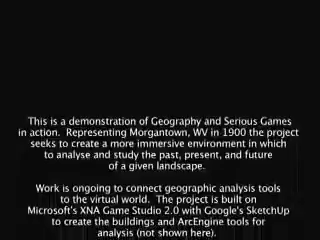 This is a demonstration of Geography and Serious Games
in action.  Representing Morgantown, WV in 1900 the project
seeks to create a more immersive environment in which
to analyse and study the past, present, and future
of a given landscape.
Work is ongoing to connect geographic analysis tools
to the virtual world.  The project is built on
Microsoft's XNA Game Studio 2.0 with Google's SketchUp
to create the buildings and ArcEngine tools for
analysis (not shown here).